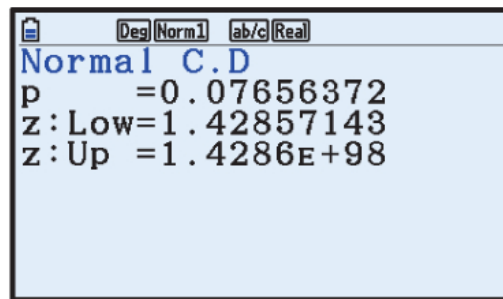 Deg Norm1 ab/c Real
Normal C.D
p =0.07656372
z:Low=1.42857143
z:Up =1.4286E+98